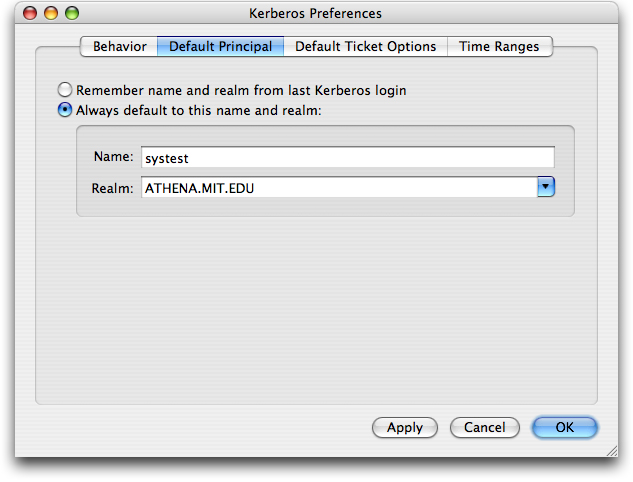 Kerberos Preferences
Behavior Default Principal Default Ticket Options Time Ranges
Remember name and realm from last Kerberos login
Always default to this name and realm:
Name: systest
Realm: ATHENA.MIT.EDU
Apply Cancel OK